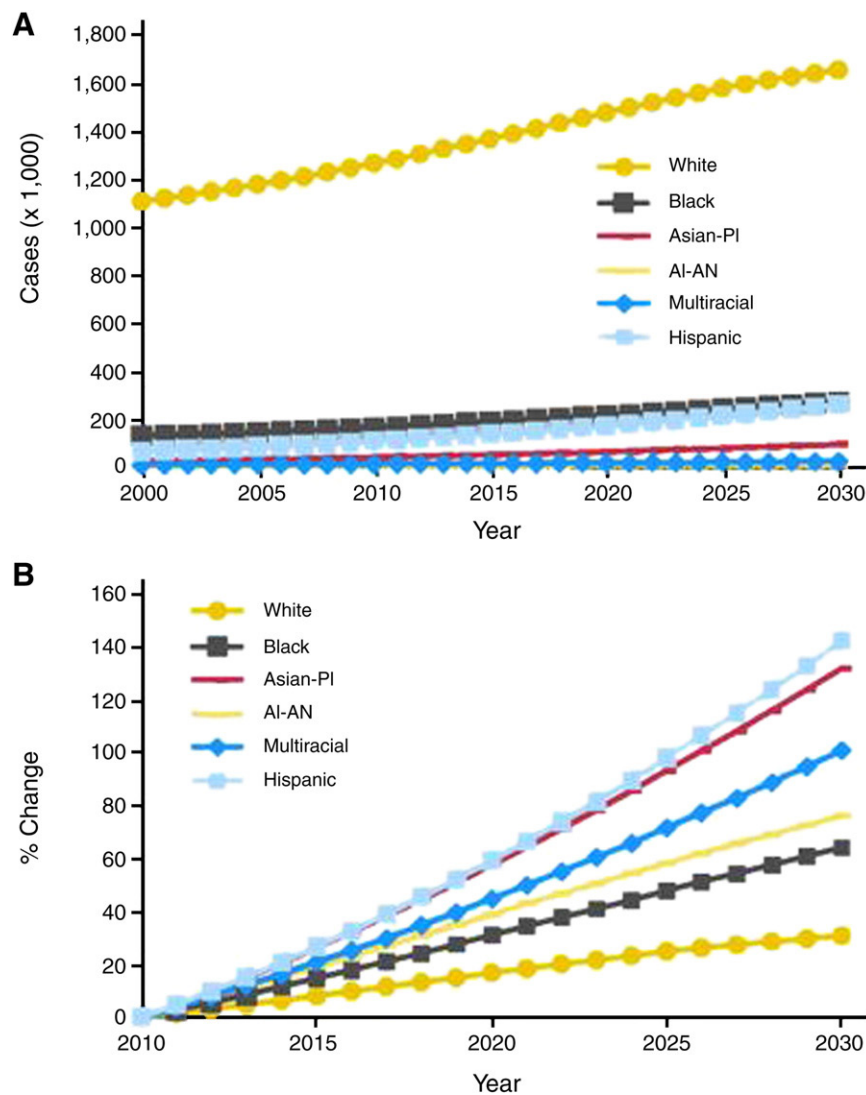 A
1,800
1,600
1,400
1,200
1,000
800
600
400
200
0
Cases (x 1,000)
White
Black
Asian-PI
AI-AN
Multiracial
Hispanic
2000 2005 2010 2015 2020 2025 2030
Year
B
160
140
120
100
80
60
40
20
0
% Change
White
Black
Asian-PI
AI-AN
Multiracial
Hispanic
2010 2015 2020 2025 2030
Year